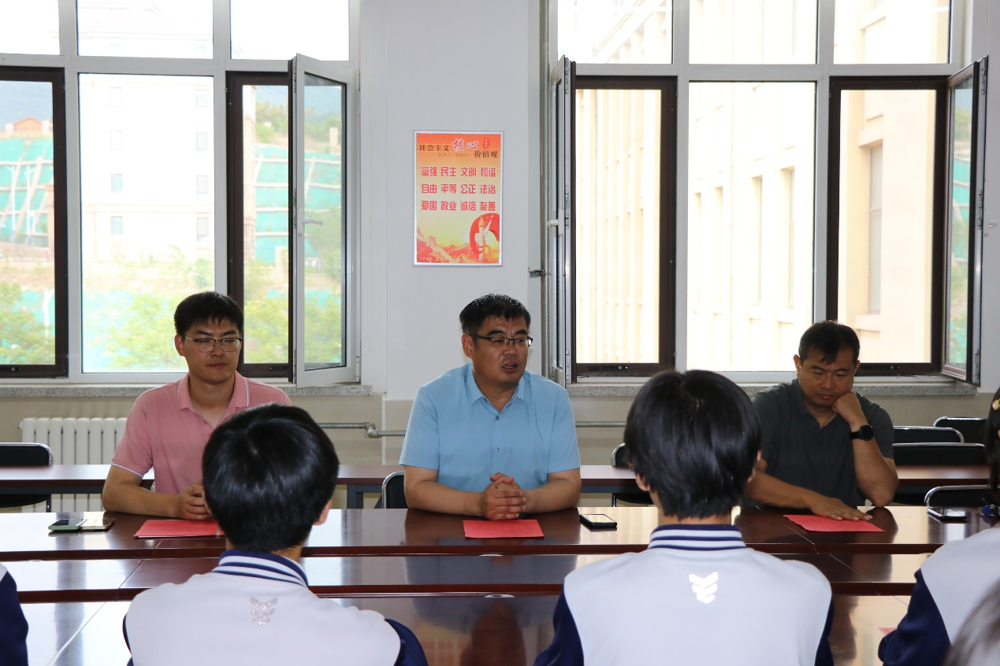 社会主义 核心
价值观
富强 民主 文明 和谐
自由 平等 公正 法治
爱国 敬业 诚信 友善